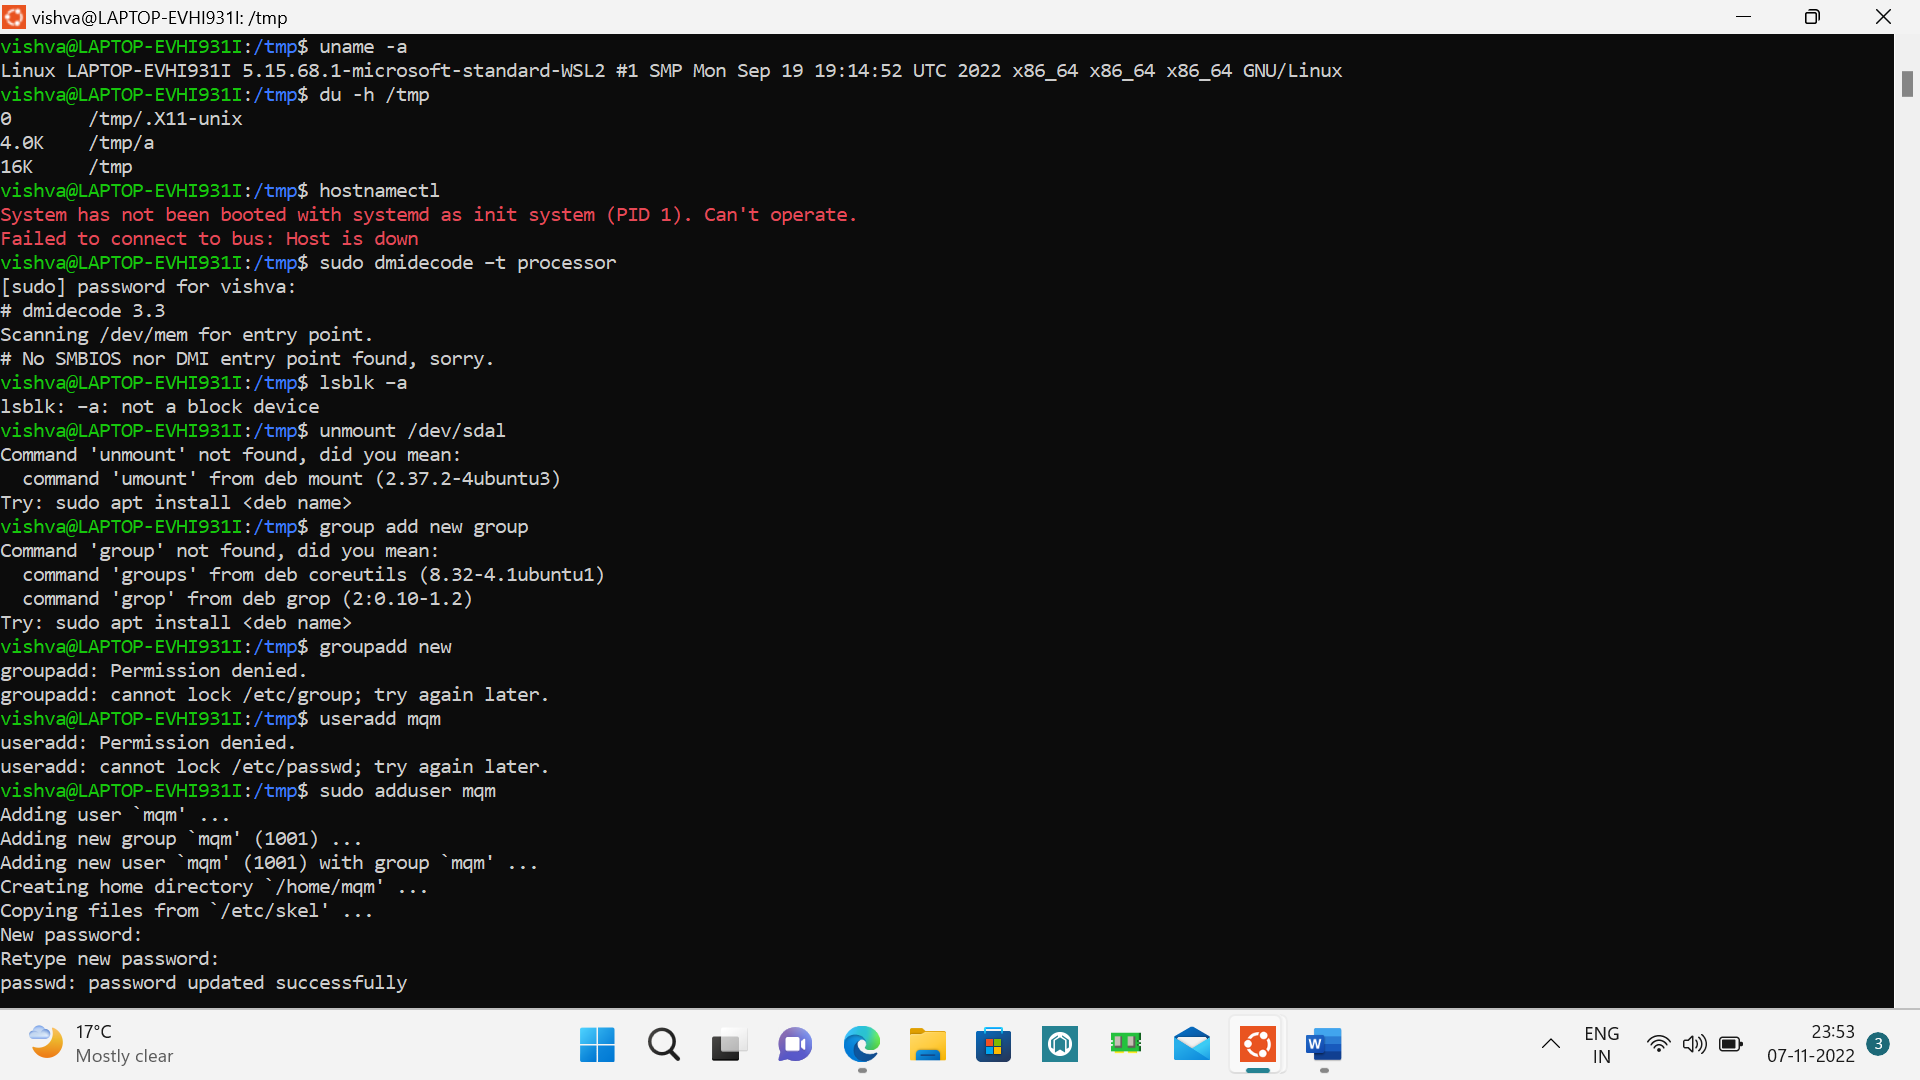 vishva@LAPTOP-EVHI931I: /tmp
vishva@LAPTOP-EVHI931I:/tmp$ uname -a
Linux LAPTOP-EVHI931I 5.15.68.1-microsoft-standard-WSL2 #1 SMP Mon Sep 19 19:14:52 UTC 2022 x86_64 x86_64 x86_64 GNU/Linux
vishva@LAPTOP-EVHI931I:/tmp$ du -h /tmp
0 /tmp/.X11-unix
4.0K /tmp/a
16K /tmp
vishva@LAPTOP-EVHI931I:/tmp$ hostnamectl
System has not been booted with systemd as init system (PID 1). Can't operate.
Failed to connect to bus: Host is down
vishva@LAPTOP-EVHI931I:/tmp$ sudo dmidecode –t processor
[sudo] password for vishva:
# dmidecode 3.3
Scanning /dev/mem for entry point.
# No SMBIOS nor DMI entry point found, sorry.
vishva@LAPTOP-EVHI931I:/tmp$ lsblk –a
lsblk: –a: not a block device
vishva@LAPTOP-EVHI931I:/tmp$ unmount /dev/sdal
Command 'unmount' not found, did you mean:
  command 'umount' from deb mount (2.37.2-4ubuntu3)
Try: sudo apt install <deb name>
vishva@LAPTOP-EVHI931I:/tmp$ group add new group
Command 'group' not found, did you mean:
  command 'groups' from deb coreutils (8.32-4.1ubuntu1)
  command 'grop' from deb grop (2:0.10-1.2)
Try: sudo apt install <deb name>
vishva@LAPTOP-EVHI931I:/tmp$ groupadd new
groupadd: Permission denied.
groupadd: cannot lock /etc/group; try again later.
vishva@LAPTOP-EVHI931I:/tmp$ useradd mqm
useradd: Permission denied.
useradd: cannot lock /etc/passwd; try again later.
vishva@LAPTOP-EVHI931I:/tmp$ sudo adduser mqm
Adding user `mqm' ...
Adding new group `mqm' (1001) ...
Adding new user `mqm' (1001) with group `mqm' ...
Creating home directory `/home/mqm' ...
Copying files from `/etc/skel' ...
New password:
Retype new password:
passwd: password updated successfully
17°C
Mostly clear
W
ENG
IN
23:53
07-11-2022
3